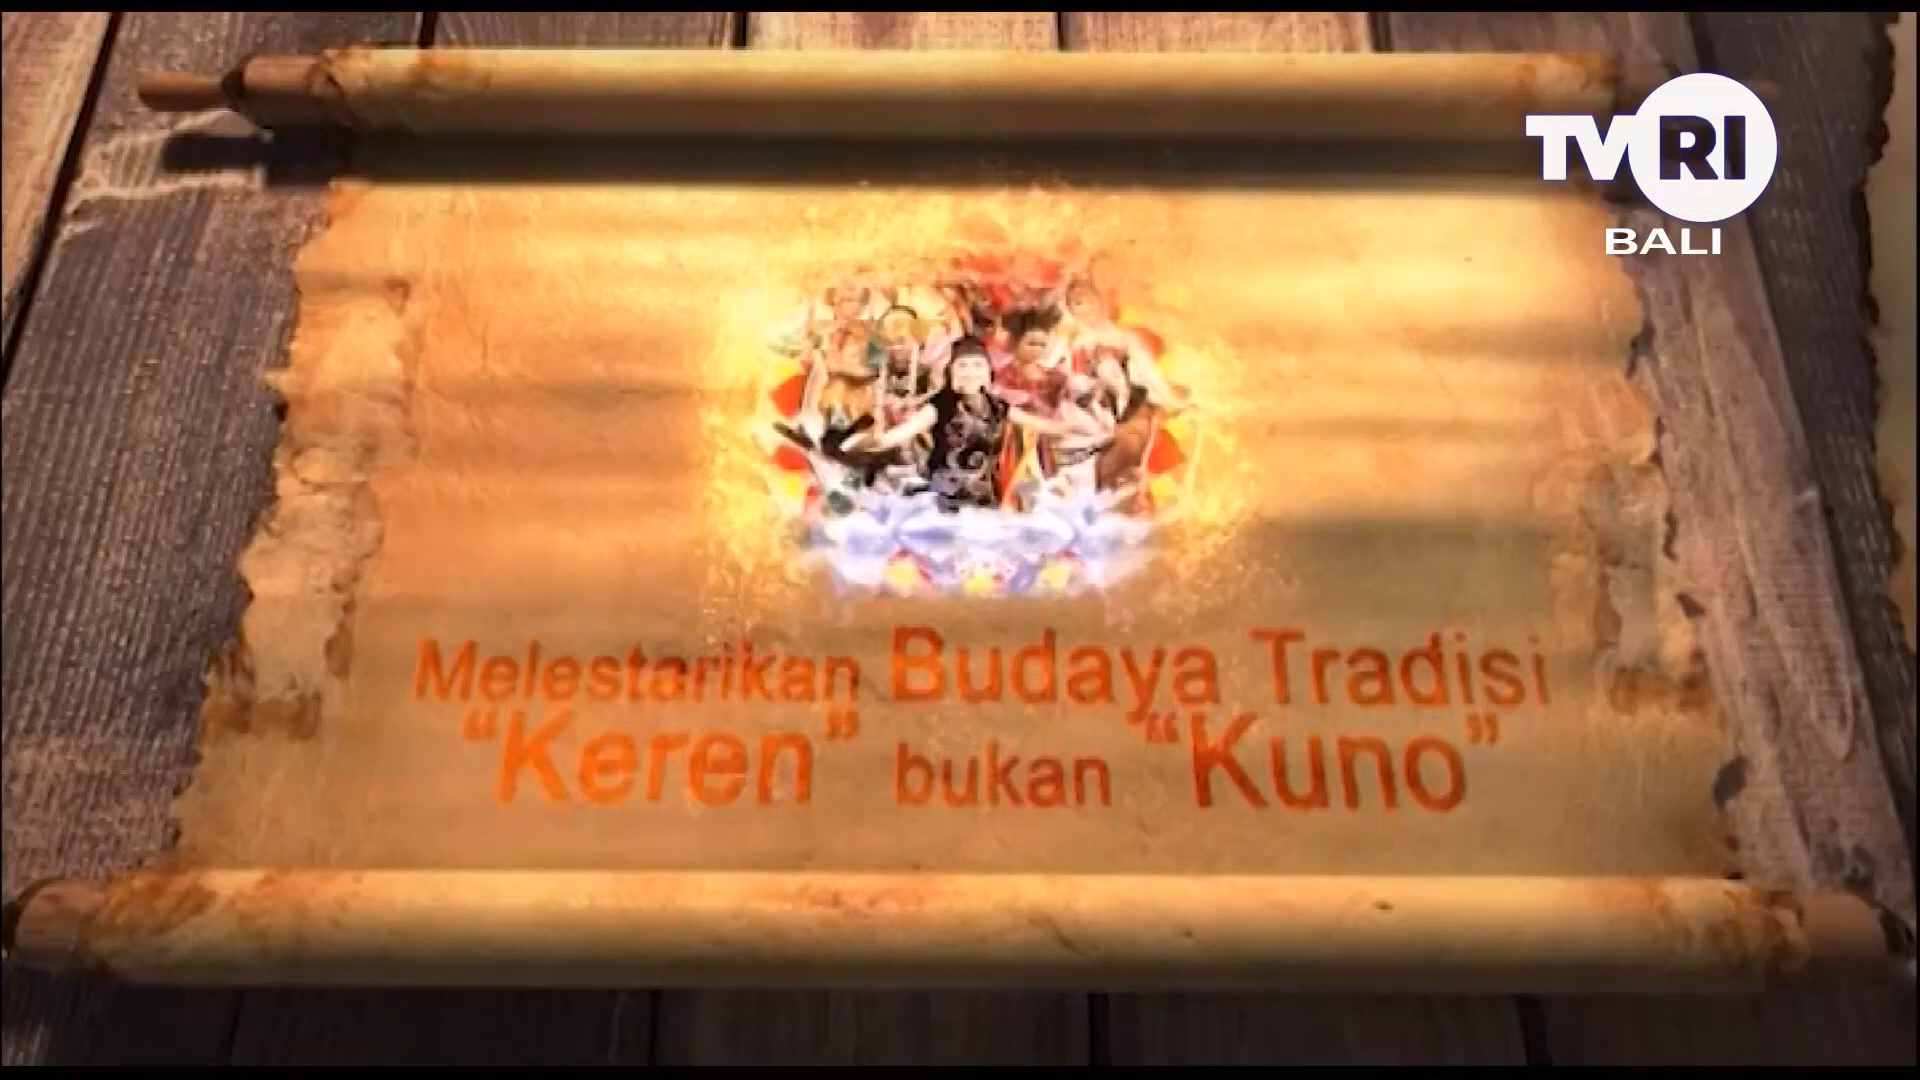 TVRI
BALI
Melestarikan Budaya Tradisi
“Keren” bukan “Kuno”